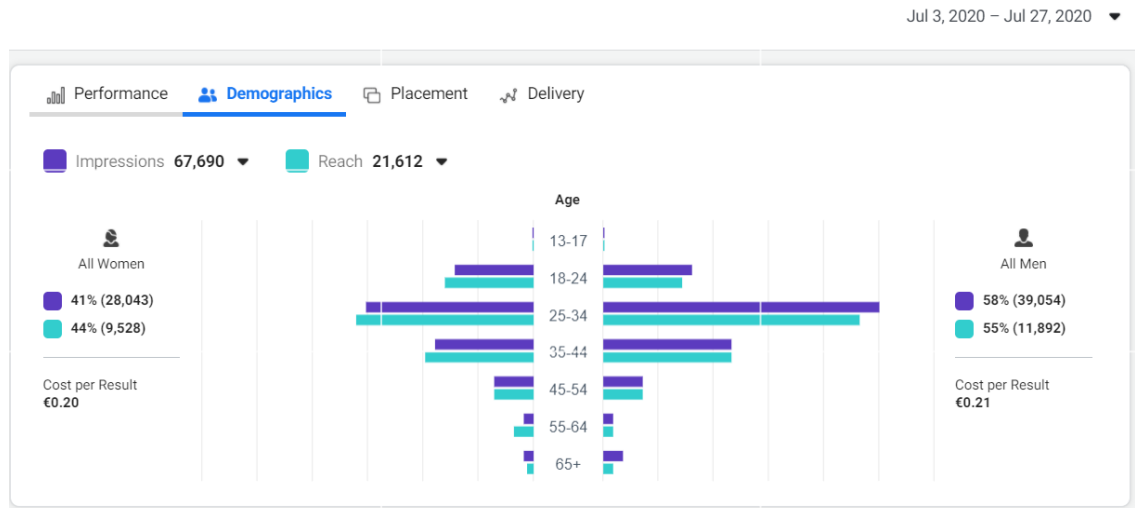 Jul 3, 2020 – Jul 27, 2020
Performance
Demographics
Placement
Delivery
Impressions 67,690
Reach 21,612
Age
All Women
41% (28,043)
44% (9,528)
Cost per Result
€0.20
13-17
18-24
25-34
35-44
45-54
55-64
65+
All Men
58% (39,054)
55% (11,892)
Cost per Result
€0.21